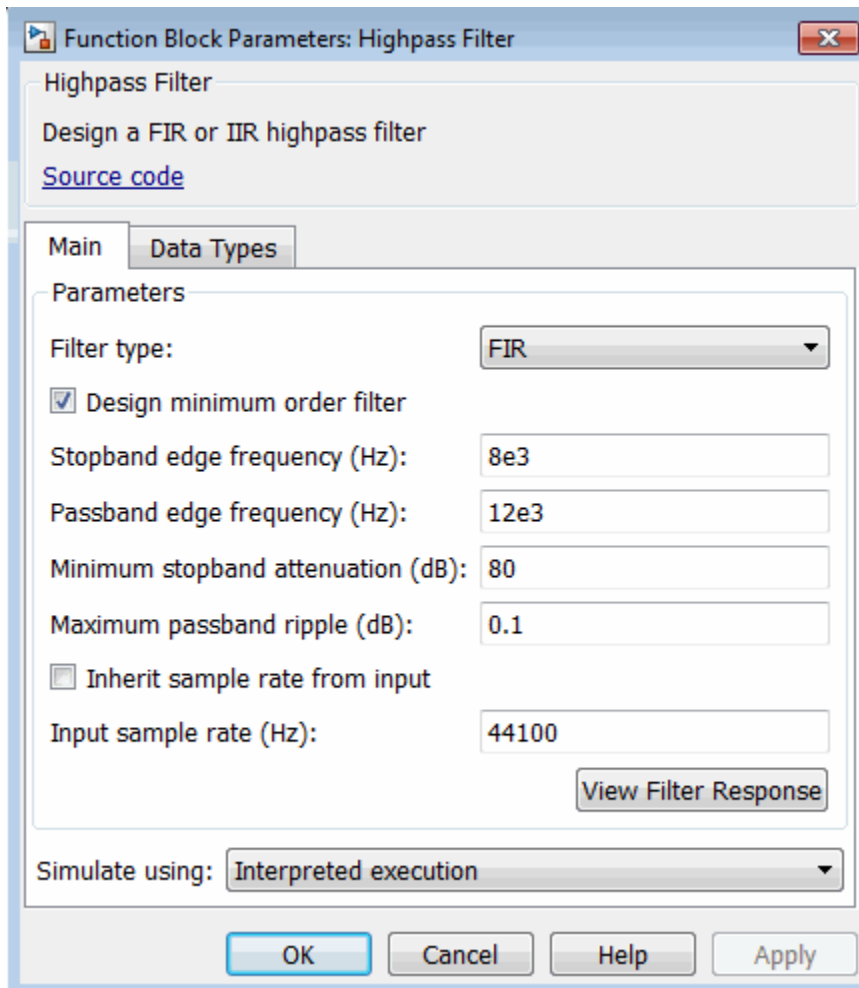 Function Block Parameters: Highpass Filter
Highpass Filter
Design a FIR or IIR highpass filter
Source code
Main Data Types
Parameters
Filter type: FIR
Design minimum order filter
Stopband edge frequency (Hz): 8e3
Passband edge frequency (Hz): 12e3
Minimum stopband attenuation (dB): 80
Maximum passband ripple (dB): 0.1
Inherit sample rate from input
Input sample rate (Hz): 44100
View Filter Response
Simulate using: Interpreted execution
OK Cancel Help Apply